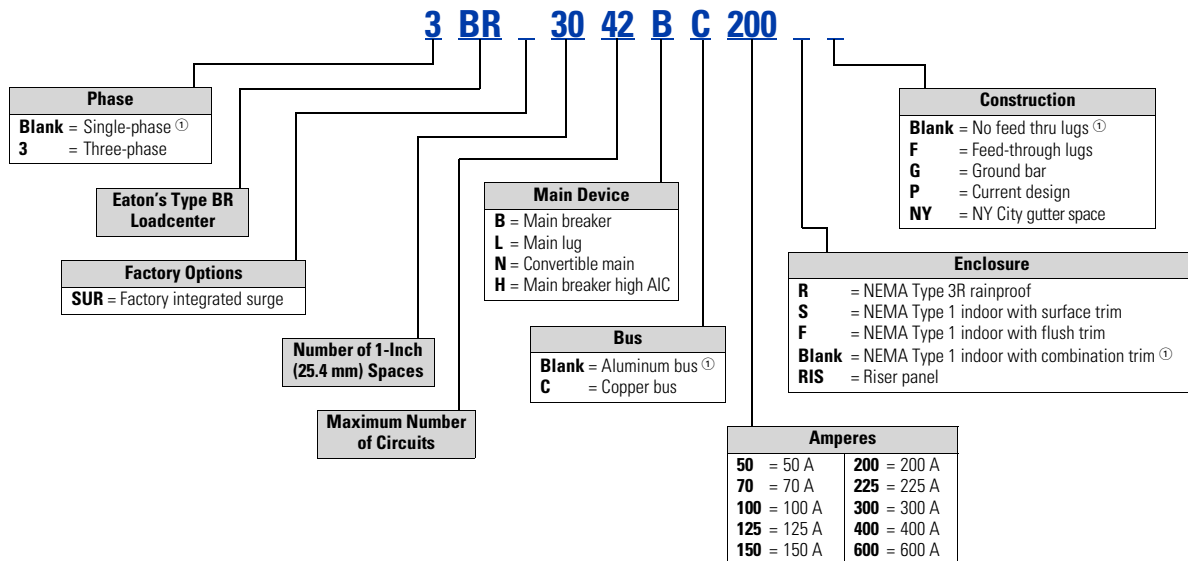 3 BR _ 30 42 B C 200 _ _
Phase
Blank = Single-phase ①
3 = Three-phase
Eaton's Type BR
Loadcenter
Factory Options
SUR = Factory integrated surge
Number of 1-Inch
(25.4 mm) Spaces
Maximum Number
of Circuits
Main Device
B = Main breaker
L = Main lug
N = Convertible main
H = Main breaker high AIC
Bus
Blank = Aluminum bus ①
C = Copper bus
Construction
Blank = No feed thru lugs ①
F = Feed-through lugs
G = Ground bar
P = Current design
NY = NY City gutter space
Enclosure
R = NEMA Type 3R rainproof
S = NEMA Type 1 indoor with surface trim
F = NEMA Type 1 indoor with flush trim
Blank = NEMA Type 1 indoor with combination trim ①
RIS = Riser panel
Amperes
50 = 50 A 200 = 200 A
70 = 70 A 225 = 225 A
100 = 100 A 300 = 300 A
125 = 125 A 400 = 400 A
150 = 150 A 600 = 600 A